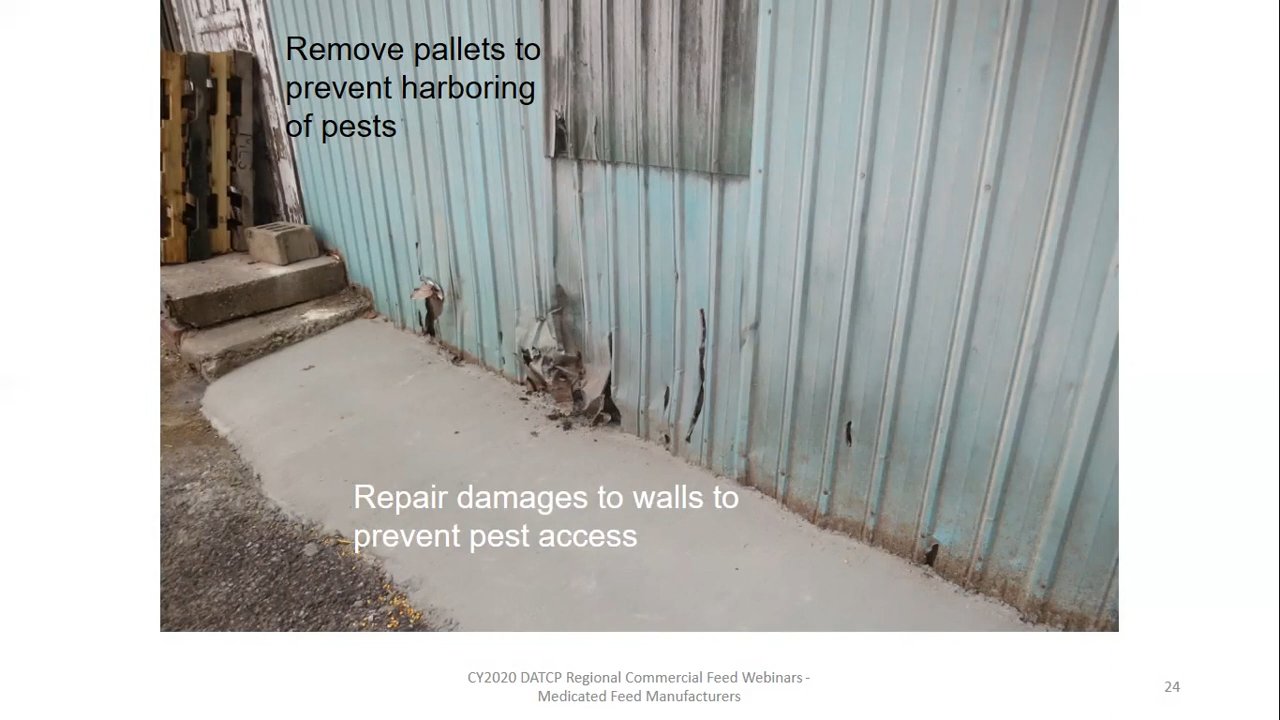 Remove pallets to
prevent harboring
of pests
Repair damages to walls to
prevent pest access
CY2020 DATCP Regional Commercial Feed Webinars -
Medicated Feed Manufacturers
24